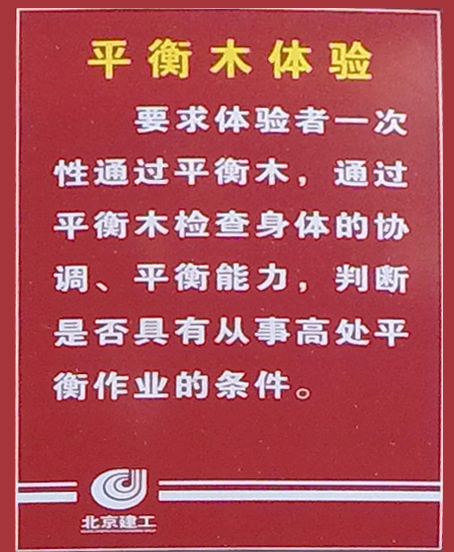 平衡木体验
要求体验者一次
性通过平衡木，通过
平衡木检查身体的协
调、平衡能力，判断
是否具有从事高处平
衡作业的条件。
北京建工